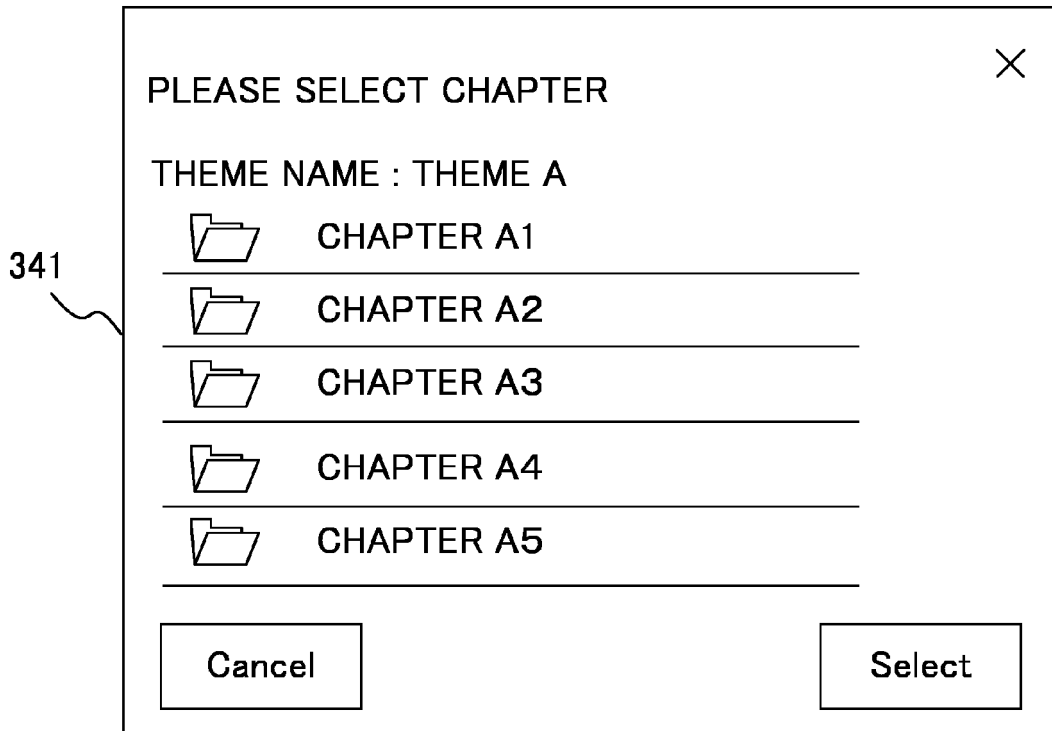 PLEASE SELECT CHAPTER
THEME NAME : THEME A
CHAPTER A1
341
CHAPTER A2
CHAPTER A3
CHAPTER A4
CHAPTER A5
Cancel
Select